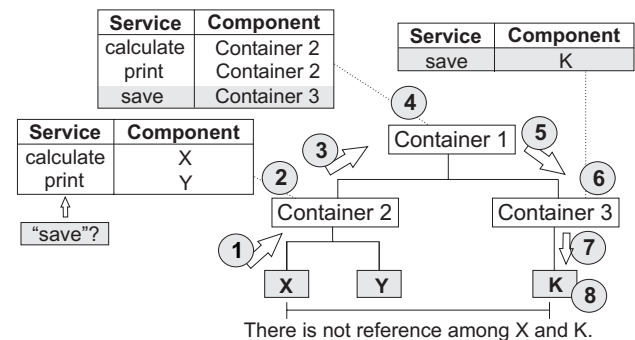 Service Component
calculate Container 2
print Container 2
save Container 3
Service Component
save K
Service Component
calculate X
print Y
"save"?
1
2
3
4
5
6
7
8
Container 1
Container 2
Container 3
X
Y
K
There is not reference among X and K.